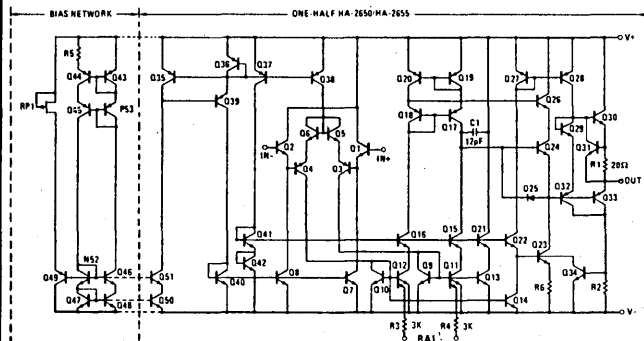 BIAS NETWORK
ONE-HALF HA-2650/HA-2655
V+
R5
Q44
Q43
Q35
Q36
Q37
Q38
Q20
Q19
Q27
Q28
RP1
Q45
P53
Q39
Q26
Q30
Q6
Q5
Q18
Q17
C1
12pF
Q29
Q31
Q2
Q1
IN-
IN+
Q4
Q3
Q24
R1
20Ω
OUT
Q25
Q32
Q33
Q41
Q16
Q15
Q21
Q22
N52
Q42
Q23
Q49
Q46
Q51
Q40
Q8
Q7
Q10
Q12
Q9
Q11
Q13
Q34
Q47
Q48
Q50
Q14
R6
R2
V-
R3
3K
R4
3K